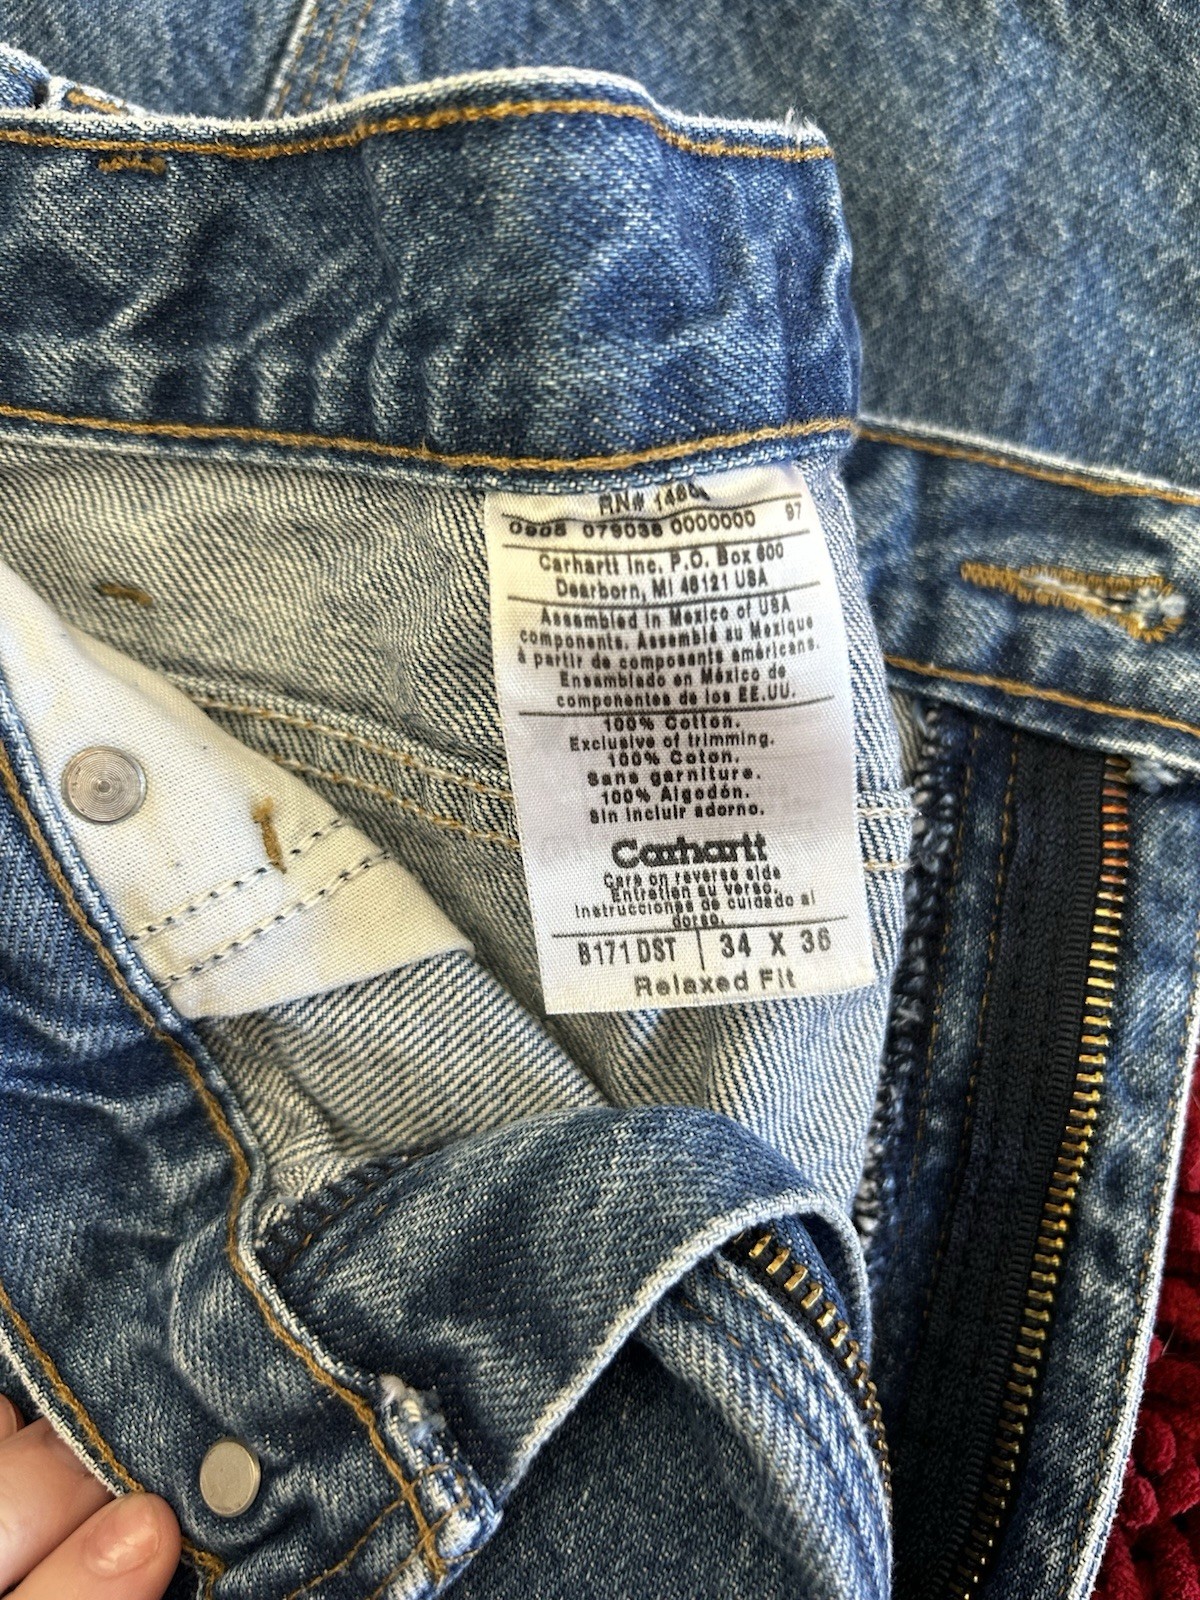 RN# 1480
0908 079038 0000000 97
Carhartt Inc. P.O. Box 600
Dearborn, MI 48121 USA
Assembled in Mexico of USA
components. Assemblé au Mexique
à partir de composants américains.
Ensamblado en México de
componentes de los EE.UU.
100% Cotton.
Exclusive of trimming.
100% Coton.
Sans garniture.
100% Algodón.
Sin incluir adorno.
Carhartt
Care on reverse side
Entretien au verso.
Instrucciones de cuidado al
dorso.
B171 DST 34 X 36
Relaxed Fit